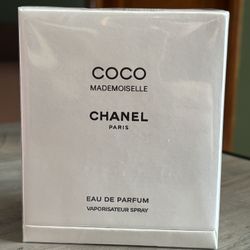 COCO
MADEMOISELLE
CHANEL
PARIS
EAU DE PARFUM
VAPORISATEUR SPRAY